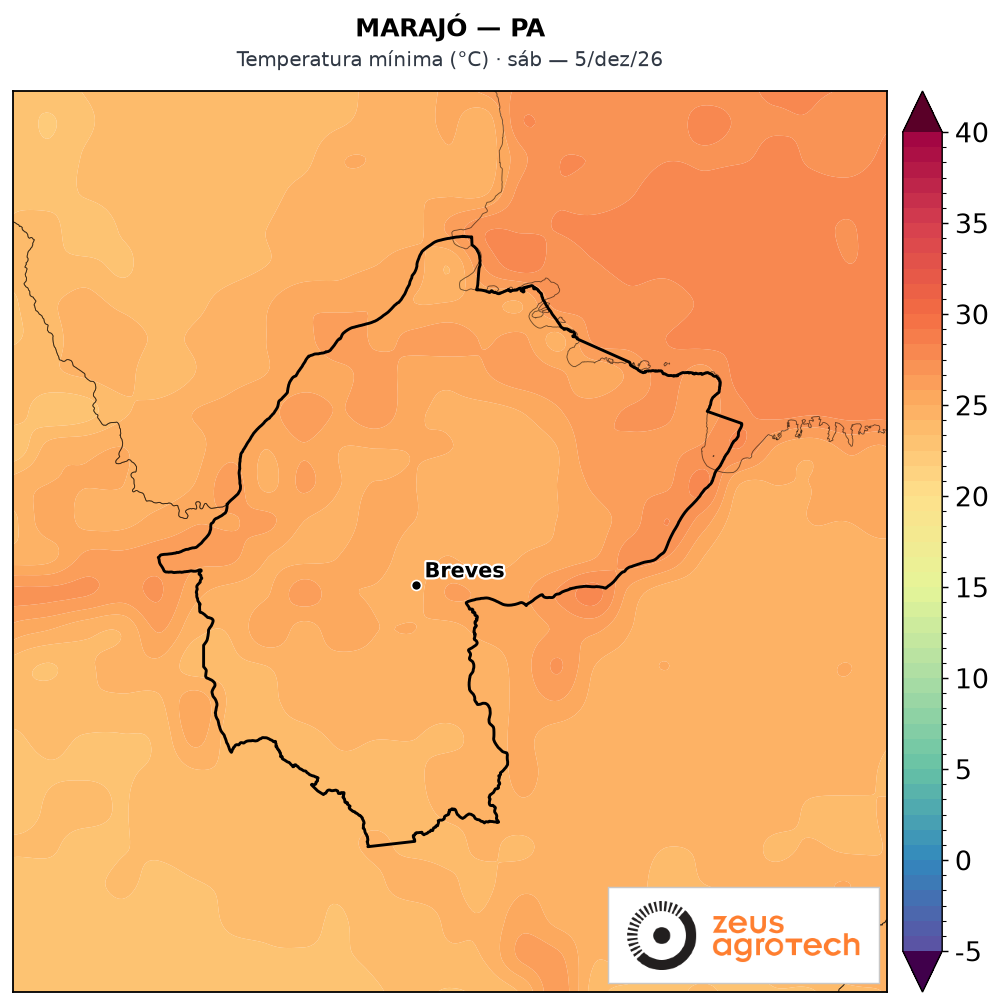 MARAJÓ — PA
Temperatura mínima (°C) · sáb — 5/dez/26
40
35
30
25
20
15
10
5
0
-5
Breves
zeus
agrotech